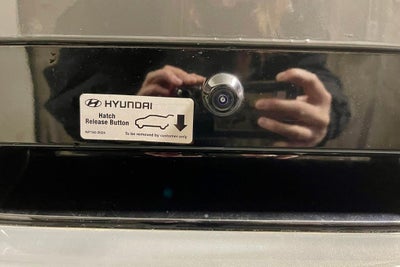 HYUNDAI
Hatch
Release Button
To be removed by customer only